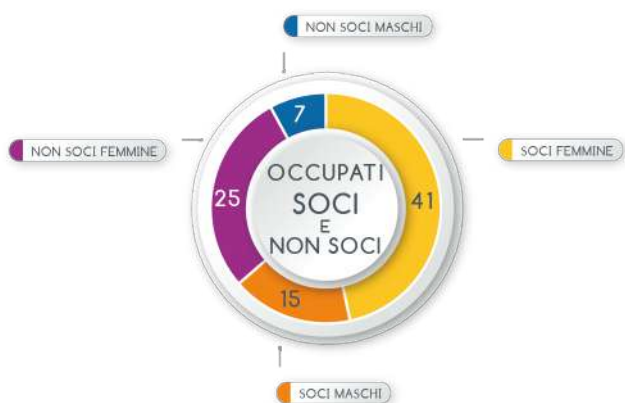 NON SOCI MASCHI
7
NON SOCI FEMMINE
SOCI FEMMINE
OCCUPATI
SOCI
E
NON SOCI
25
41
15
SOCI MASCHI